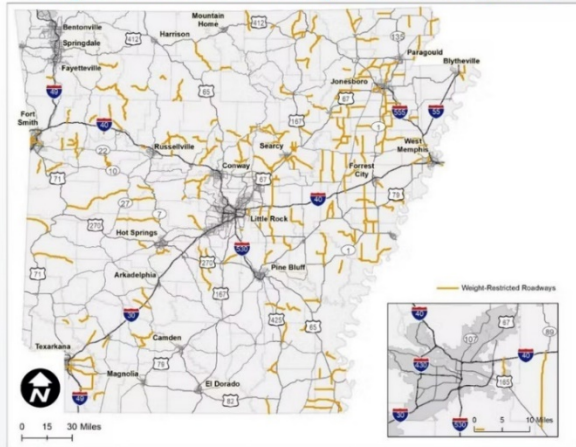 Mountain
Home
412
412
Bentonville
Harrison
Springdale
Fayetteville
Paragould
Blytheville
Jonesboro
65
67
49
555
55
167
1
Fort
Smith
40
22
Russellville
Searcy
West
Memphis
10
Conway
67
Forrest
City
71
40
79
27
7
Little Rock
270
Hot Springs
530
1
270
Pine Bluff
71
Arkadelphia
167
30
425
65
Weight-Restricted Roadways
Texarkana
Camden
79
Magnolia
El Dorado
82
49
N
0 15 30 Miles
40
67
107
89
430
40
165
30
530
0 5 10 Miles